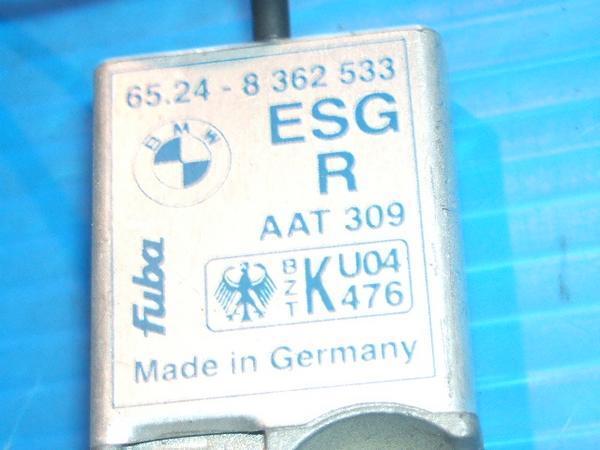 65.24 - 8 362 533
BMW
ESG
R
AAT 309
fuba
BZT K U04 476
Made in Germany